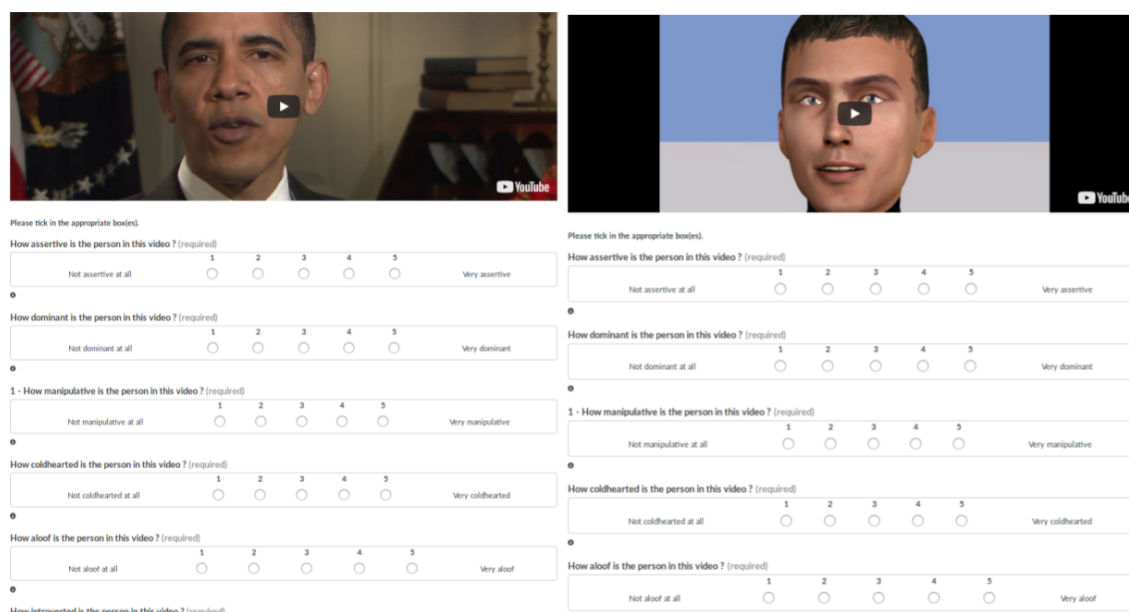 YouTube
Please tick in the appropriate box(es).
How assertive is the person in this video ? (required)
1 2 3 4 5
Not assertive at all Very assertive
How dominant is the person in this video ? (required)
1 2 3 4 5
Not dominant at all Very dominant
1 - How manipulative is the person in this video ? (required)
1 2 3 4 5
Not manipulative at all Very manipulative
How coldhearted is the person in this video ? (required)
1 2 3 4 5
Not coldhearted at all Very coldhearted
How aloof is the person in this video ? (required)
1 2 3 4 5
Not aloof at all Very aloof
How introverted is the person in this video ? (required)
YouTube
Please tick in the appropriate box(es).
How assertive is the person in this video ? (required)
1 2 3 4 5
Not assertive at all Very assertive
How dominant is the person in this video ? (required)
1 2 3 4 5
Not dominant at all Very dominant
1 - How manipulative is the person in this video ? (required)
1 2 3 4 5
Not manipulative at all Very manipulative
How coldhearted is the person in this video ? (required)
1 2 3 4 5
Not coldhearted at all Very coldhearted
How aloof is the person in this video ? (required)
1 2 3 4 5
Not aloof at all Very aloof